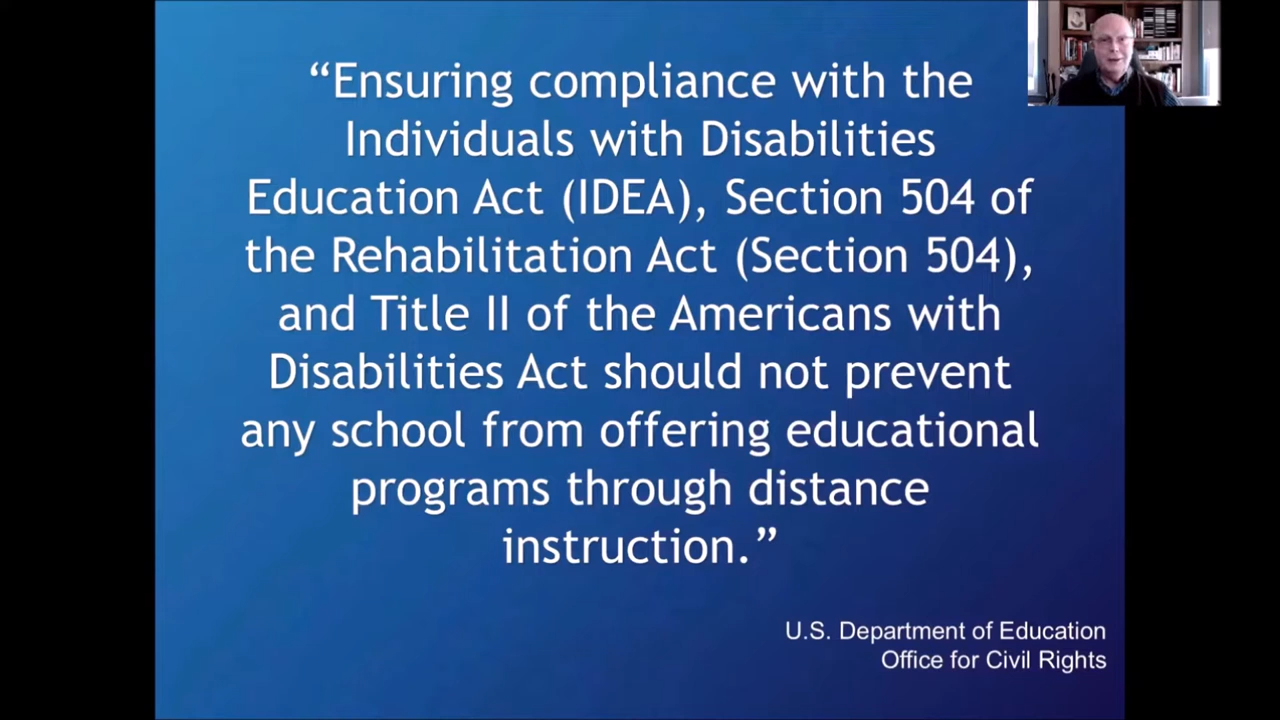 “Ensuring compliance with the
Individuals with Disabilities
Education Act (IDEA), Section 504 of
the Rehabilitation Act (Section 504),
and Title II of the Americans with
Disabilities Act should not prevent
any school from offering educational
programs through distance
instruction.”
U.S. Department of Education
Office for Civil Rights